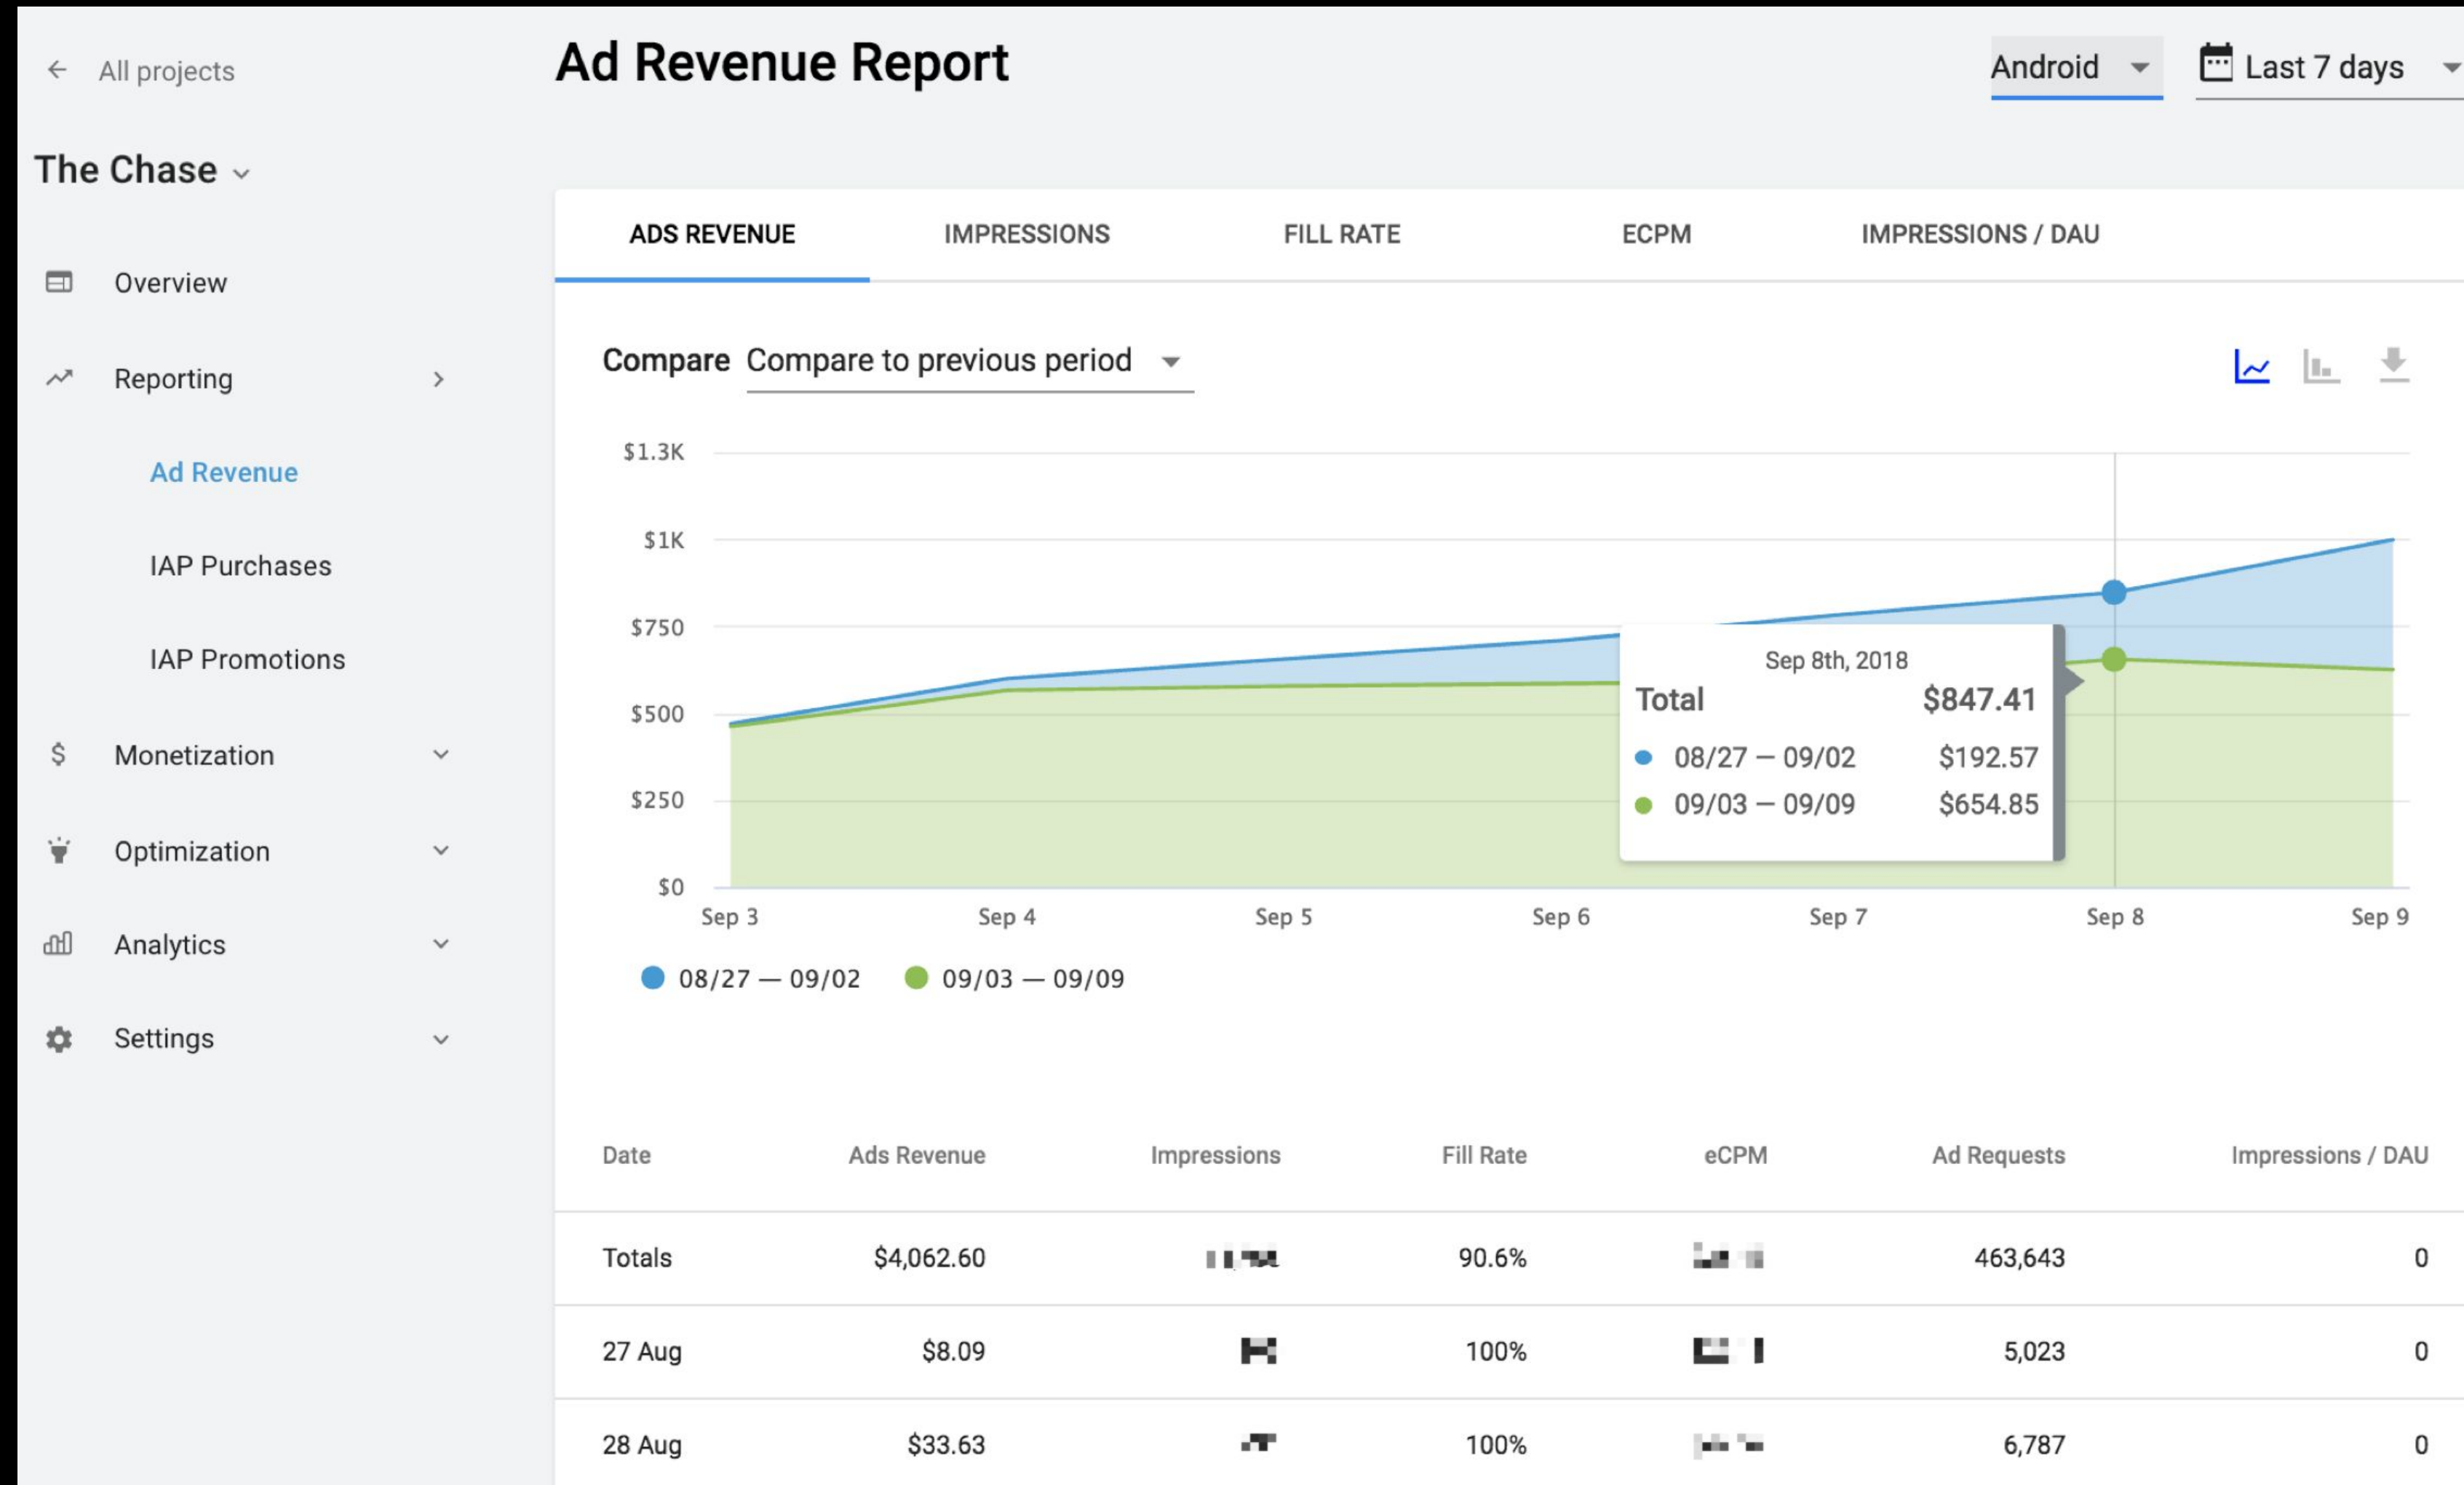 All projects
The Chase
Overview
Reporting
Ad Revenue
IAP Purchases
IAP Promotions
Monetization
Optimization
Analytics
Settings
Ad Revenue Report
Android
Last 7 days
ADS REVENUE IMPRESSIONS FILL RATE ECPM IMPRESSIONS / DAU
Compare Compare to previous period
$1.3K
$1K
$750
$500
$250
$0
Sep 8th, 2018
Total $847.41
08/27 — 09/02 $192.57
09/03 — 09/09 $654.85
Sep 3 Sep 4 Sep 5 Sep 6 Sep 7 Sep 8 Sep 9
08/27 — 09/02 09/03 — 09/09
Date Ads Revenue Impressions Fill Rate eCPM Ad Requests Impressions / DAU
Totals $4,062.60 90.6% 463,643 0
27 Aug $8.09 100% 5,023 0
28 Aug $33.63 100% 6,787 0